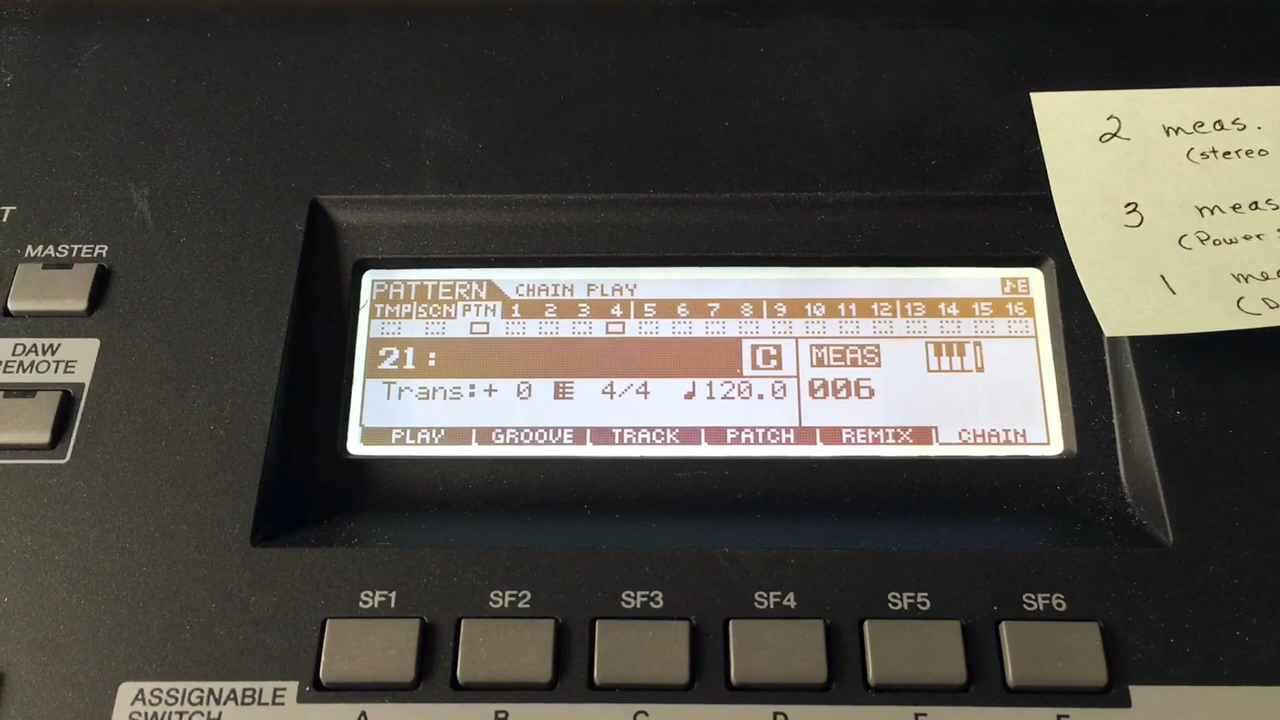 2 meas.
(stereo
3 meas
(Power
1
T
MASTER
DAW
REMOTE
PATTERN CHAIN PLAY ♪E
TMP SCN PTN 1 2 3 4 5 6 7 8 9 10 11 12 13 14 15 16
21: C MEAS
Trans:+ 0 4/4 ♩120.0 006
PLAY GROOVE TRACK PATCH REMIX CHAIN
SF1 SF2 SF3 SF4 SF5 SF6
ASSIGNABLE
SWITCH A B C D